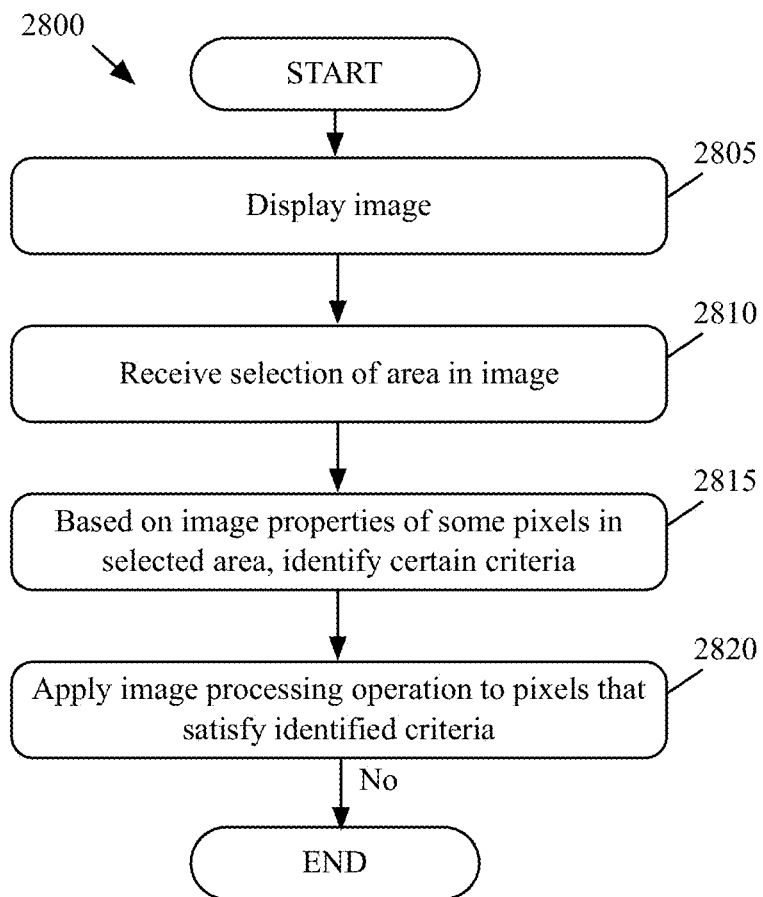 2800
START
2805
Display image
2810
Receive selection of area in image
2815
Based on image properties of some pixels in
selected area, identify certain criteria
2820
Apply image processing operation to pixels that
satisfy identified criteria
No
END